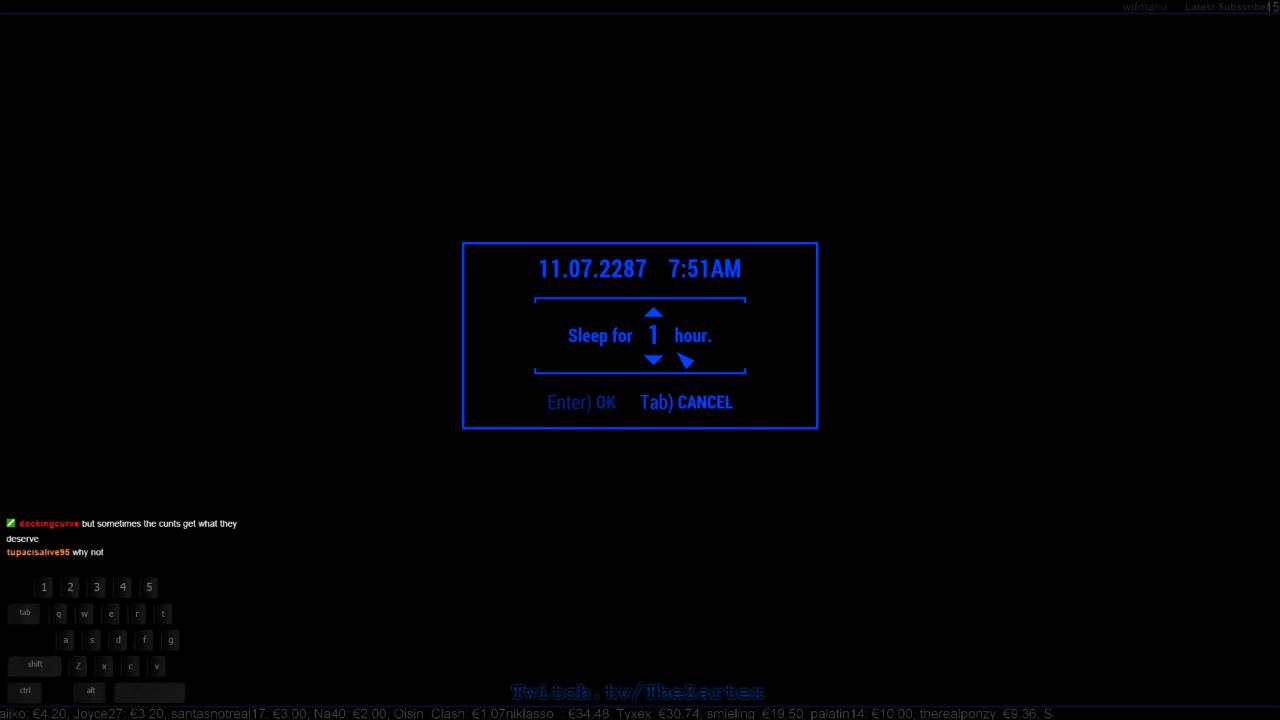 wtfmanu Latest Subscribe
11.07.2287 7:51AM
Sleep for 1 hour.
Enter) OK Tab) CANCEL
dockingcurve but sometimes the cunts get what they
deserve
tupacisalive95 why not
1 2 3 4 5
tab q w e r t
a s d f g
shift Z x c v
ctrl alt
Twitch.tv/TheZartex
€4.20, Joyce27: €3.20, santasnotreal17: €3.00, Na40: €2.00, Oisin_Clash: €1.07niklasso_: €34.48, Tyxex: €30.74, smieling: €19.50, palatin14: €10.00, therealponzy: €9.36,